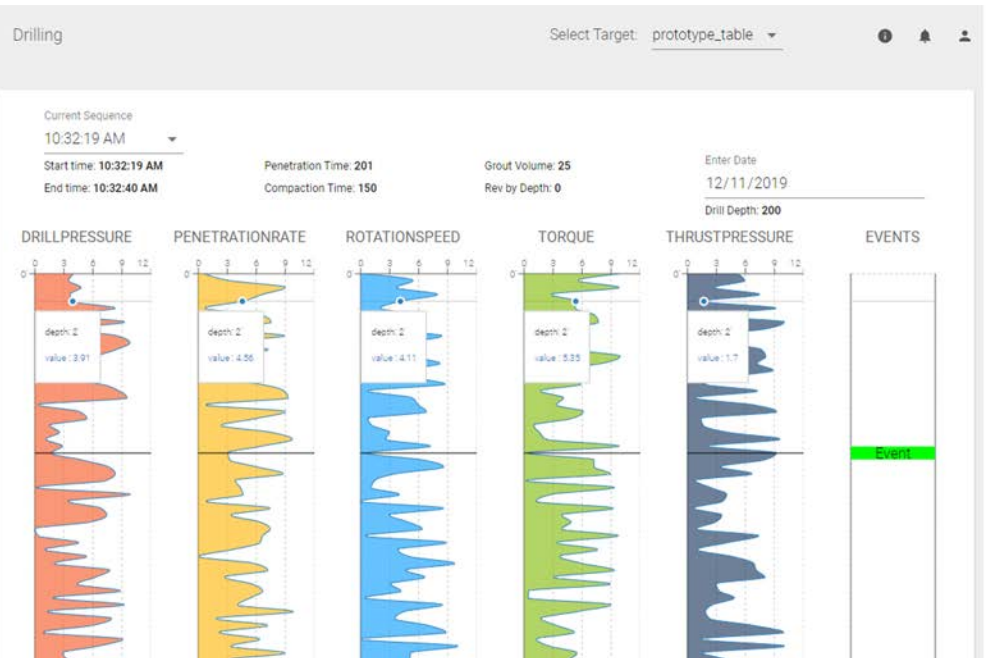 Drilling
Select Target: prototype_table
Current Sequence
10:32:19 AM
Start time: 10:32:19 AM
End time: 10:32:40 AM
Penetration Time: 201
Compaction Time: 150
Grout Volume: 25
Rev by Depth: 0
Enter Date
12/11/2019
Drill Depth: 200
DRILLPRESSURE PENETRATIONRATE ROTATIONSPEED TORQUE THRUSTPRESSURE EVENTS
0 3 6 9 12 0 3 6 9 12 0 3 6 9 12 0 3 6 9 12 0 3 6 9 12
0' 0' 0' 0' 0'
depth: 2' depth: 2' depth: 2' depth: 2' depth: 2'
value : 3.91 value : 4.56 value : 4.11 value : 5.35 value : 1.7
Event